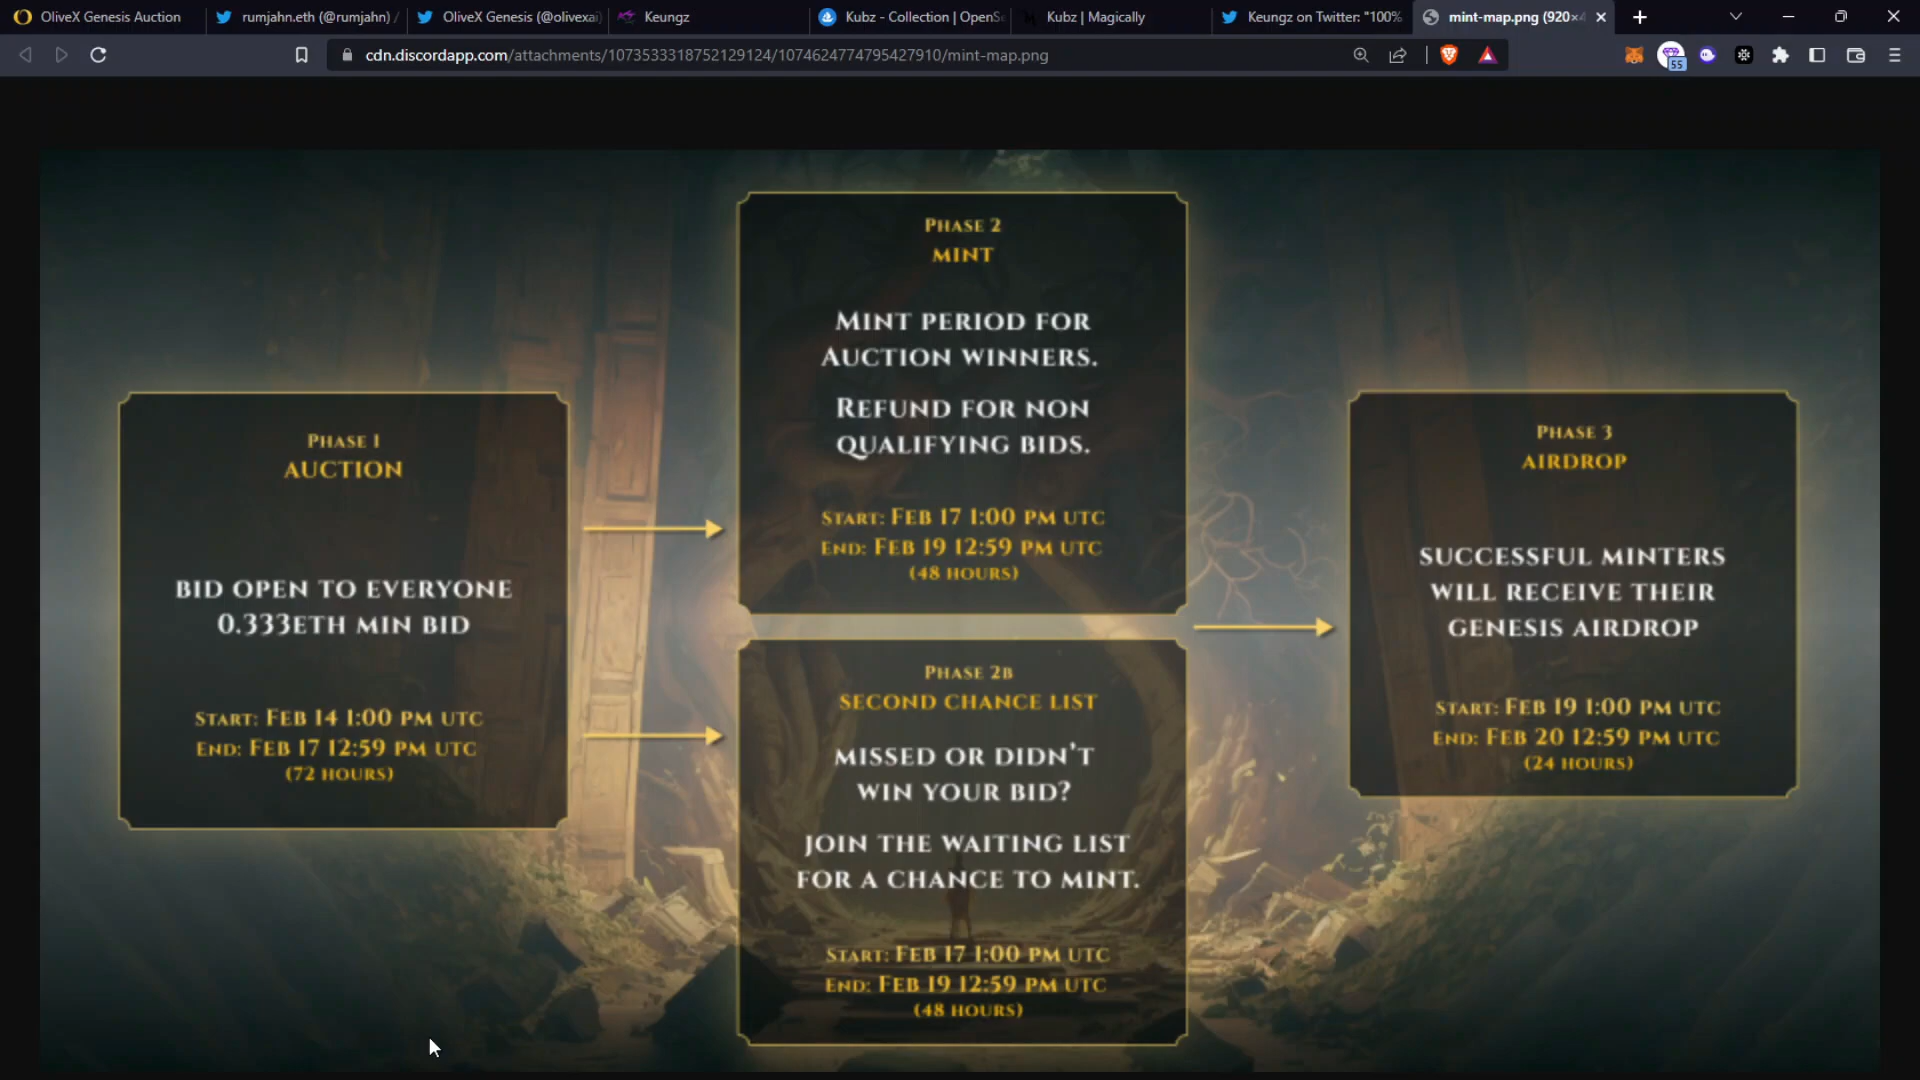 OliveX Genesis Auction
rumjahn.eth (@rumjahn) /
OliveX Genesis (@olivexai)
Keungz
Kubz - Collection | OpenSe
Kubz | Magically
Keungz on Twitter: "100%
mint-map.png (920×4
cdn.discordapp.com/attachments/1073533318752129124/1074624774795427910/mint-map.png
55
Phase 1
AUCTION
BID OPEN TO EVERYONE
0.333ETH MIN BID
Start: Feb 14 1:00 PM UTC
End: Feb 17 12:59 PM UTC
(72 HOURS)
Phase 2
MINT
Mint period for
Auction winners.
Refund for non
qualifying bids.
Start: Feb 17 1:00 PM UTC
End: Feb 19 12:59 PM UTC
(48 HOURS)
Phase 2B
SECOND CHANCE LIST
MISSED OR DIDN'T
WIN YOUR BID?
JOIN THE WAITING LIST
FOR A CHANCE TO MINT.
Start: Feb 17 1:00 PM UTC
End: Feb 19 12:59 PM UTC
(48 HOURS)
Phase 3
AIRDROP
SUCCESSFUL MINTERS
WILL RECEIVE THEIR
GENESIS AIRDROP
Start: Feb 19 1:00 PM UTC
End: Feb 20 12:59 PM UTC
(24 HOURS)